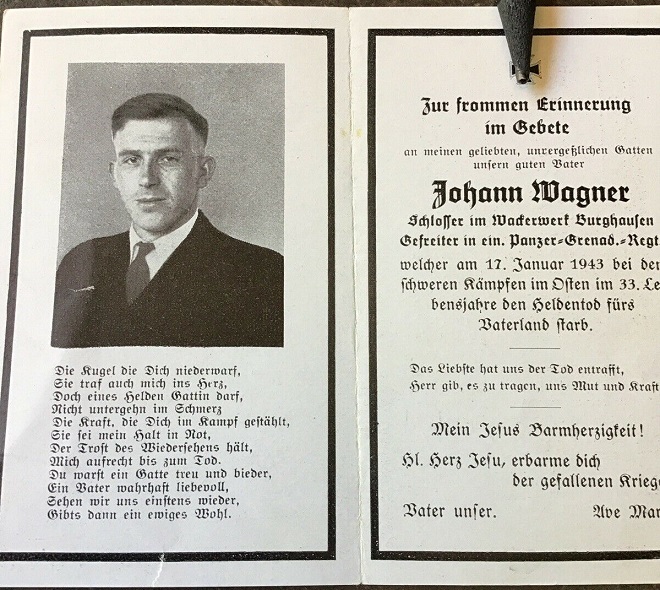 Die Kugel die Dich niederwarf,
Sie traf auch mich ins Herz,
Doch eines Helden Gattin darf,
Nicht untergehn im Schmerz
Die Kraft, die Dich im Kampf gestählt,
Sie sei mein Halt in Not,
Der Trost des Wiedersehens hält,
Mich aufrecht bis zum Tod.
Du warst ein Gatte treu und bieder,
Ein Vater wahrhaft liebevoll,
Sehen wir uns einstens wieder,
Gibts dann ein ewiges Wohl.
Zur frommen Erinnerung
im Gebete
an meinen geliebten, unvergeßlichen Gatten
unsern guten Vater
Johann Wagner
Schlosser im Wackerwerk Burghausen
Gefreiter in ein. Panzer-Grenad.-Regt
welcher am 17. Januar 1943 bei den
schweren Kämpfen im Osten im 33. Le
bensjahre den Heldentod fürs
Vaterland starb.
Das Liebste hat uns der Tod entrafft,
Herr gib, es zu tragen, uns Mut und Kraft
Mein Jesus Barmherzigkeit!
Hl. Herz Jesu, erbarme dich
der gefallenen Kriege
Vater unser. Ave Mar